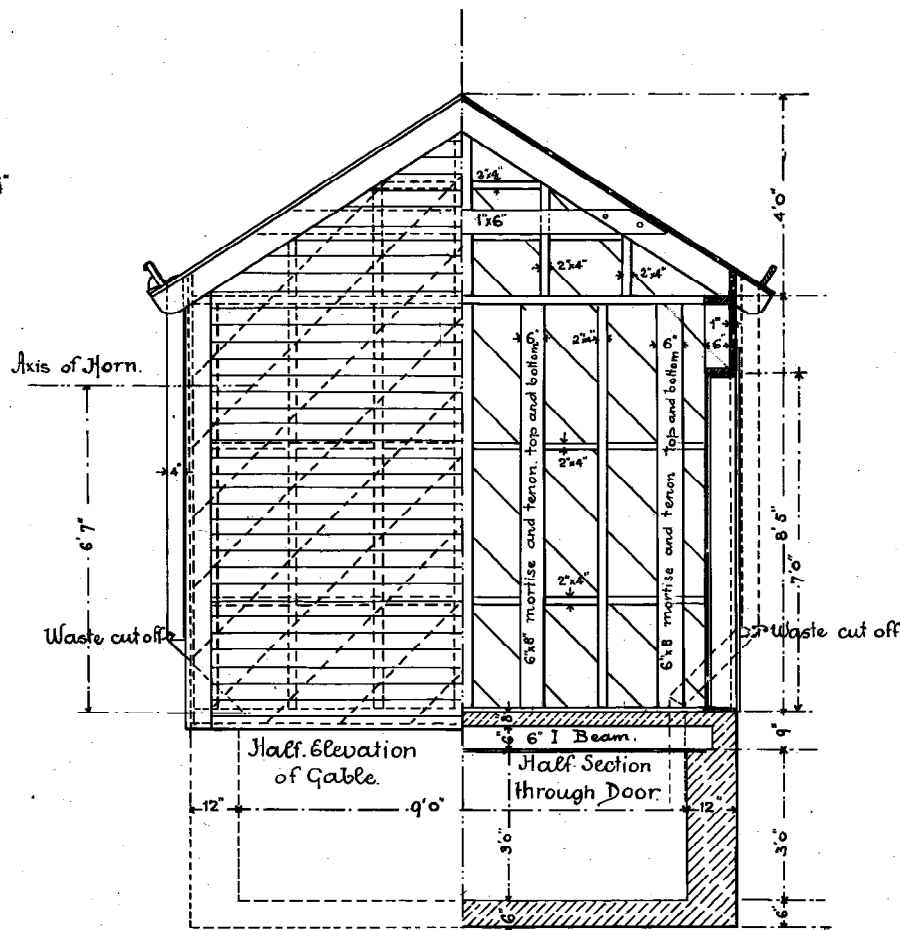 4"
4'0"
2"x4"
1"x6"
2"x4"
2"x4"
1"
6"
6"
2"x4"
6"
Axis of Horn.
6"x8" mortise and tenon. top and bottom
6"x8 mortise and tenon top and bottom
4"
2"x4"
6'7"
8'5"
7'0"
2"x4"
Waste cut off
Waste cut off
6"
6" I Beam.
9"
Half. Elevation
of Gable.
Half Section
through Door.
12"
9'0"
12"
3'0"
3'0"
6"
6"